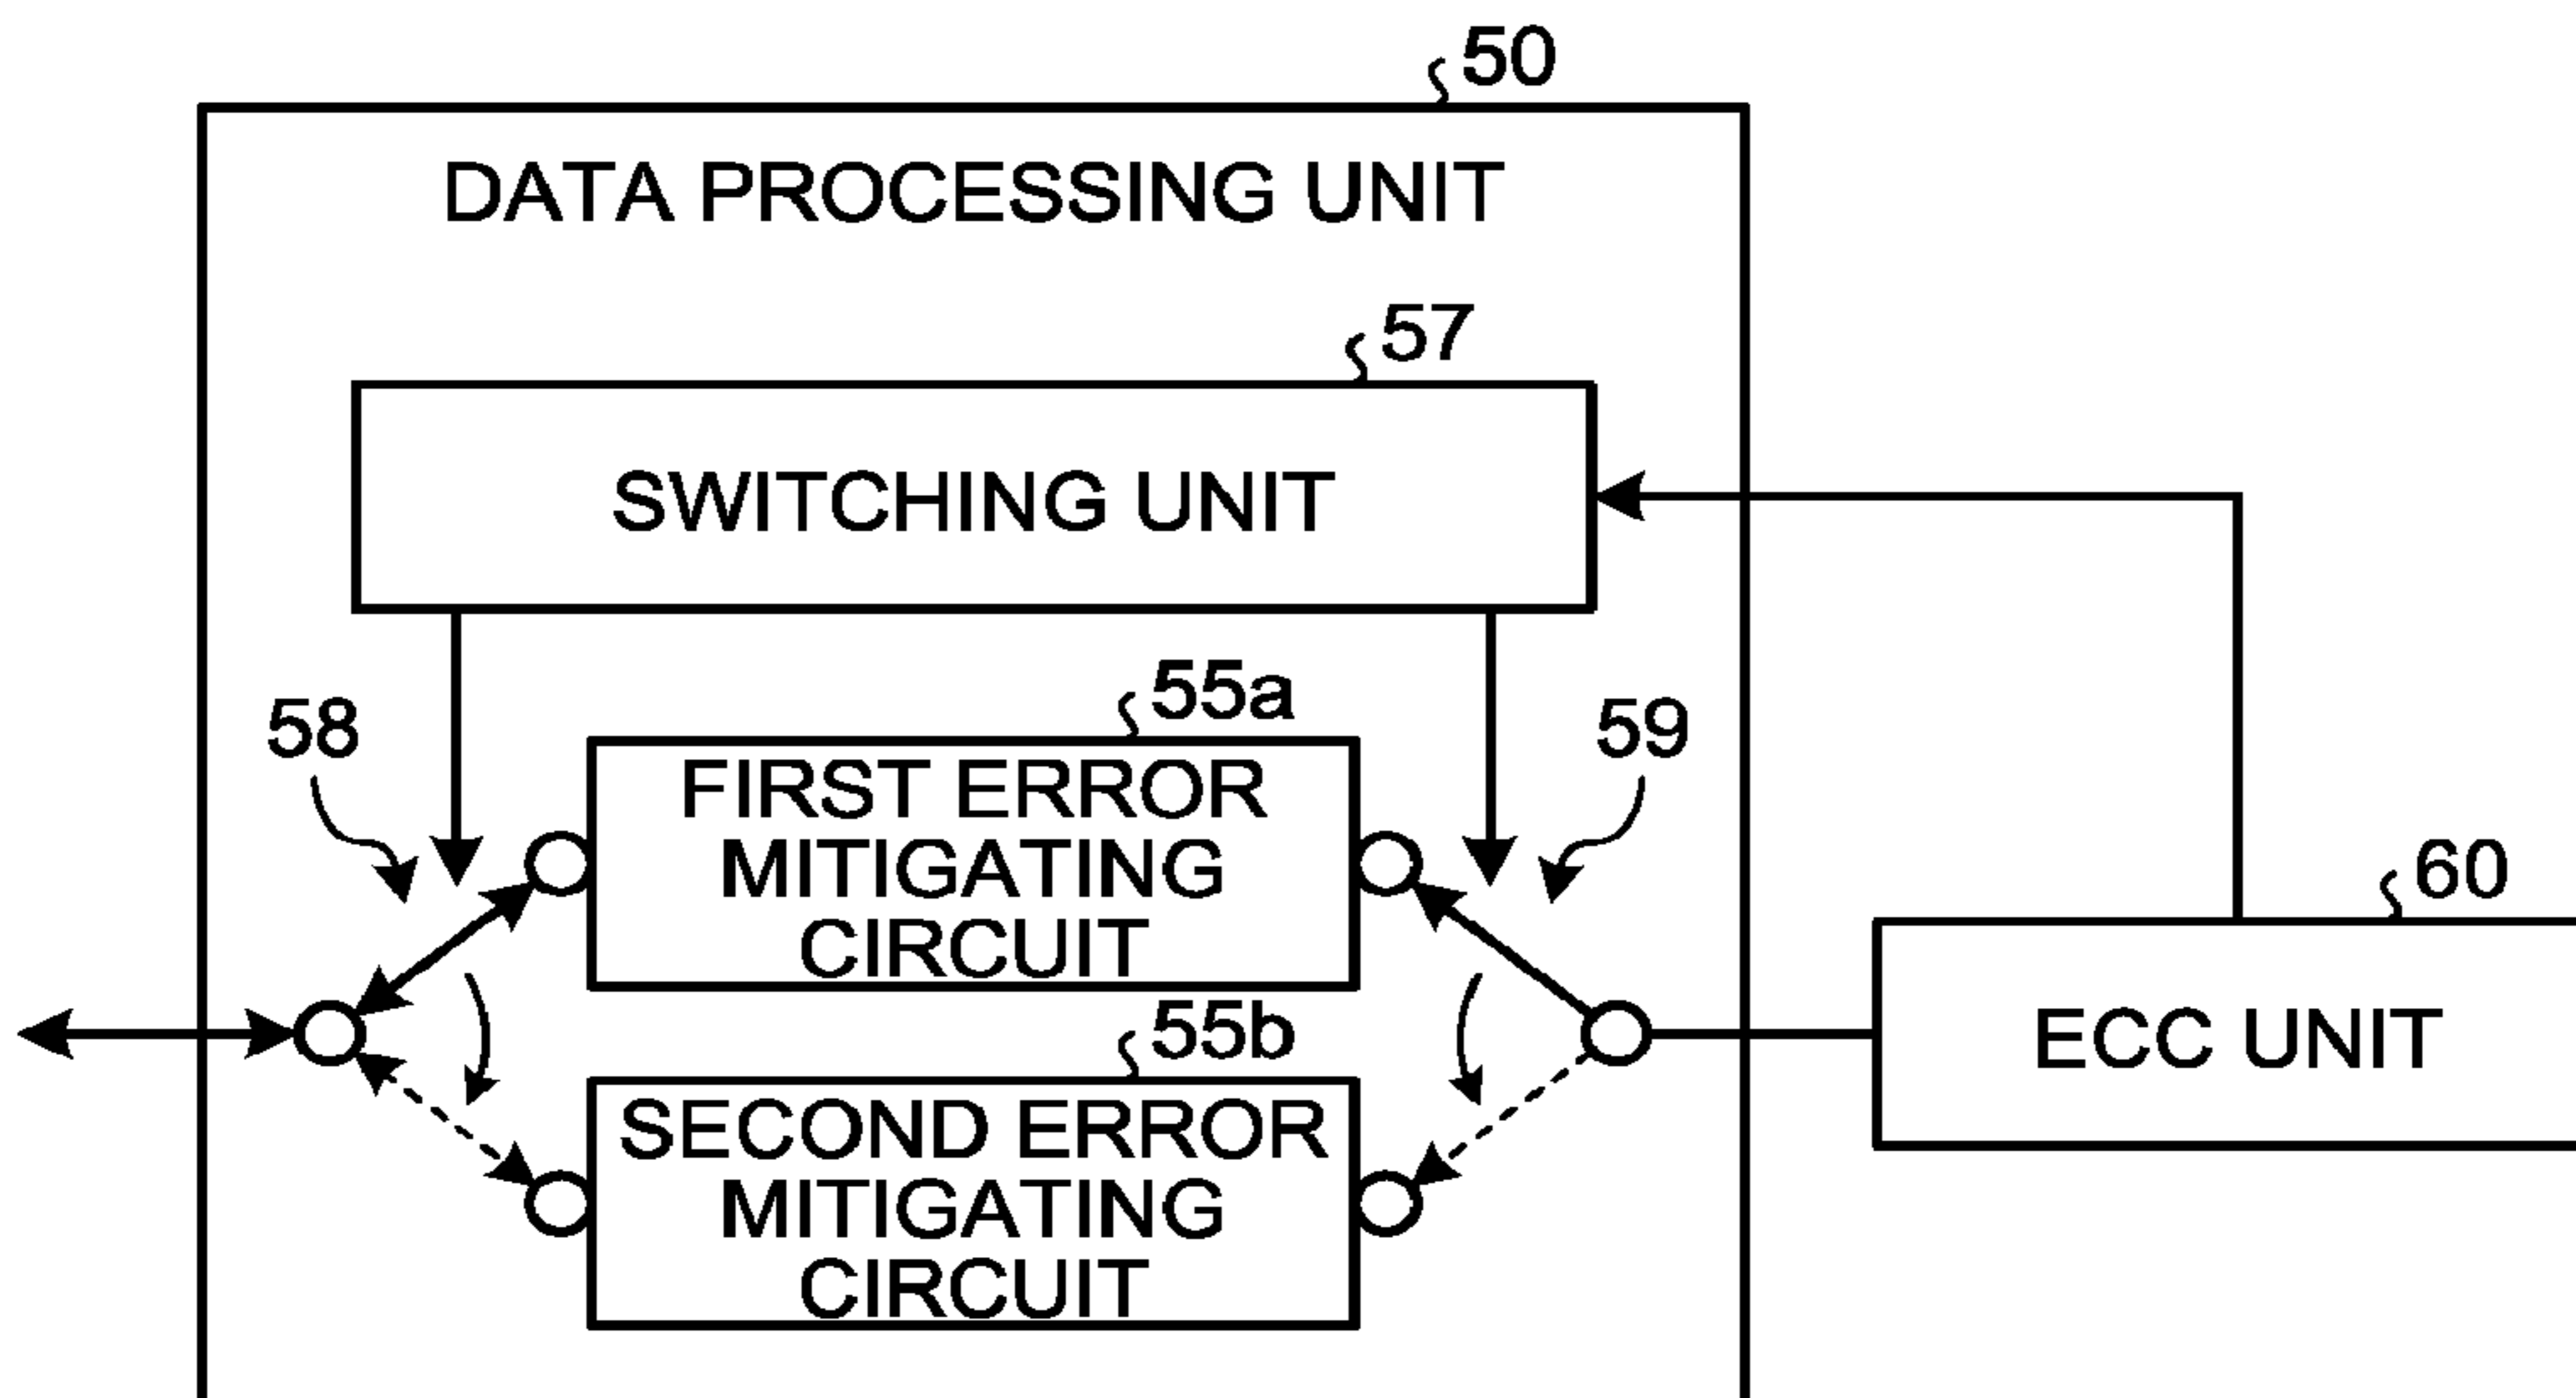 50
DATA PROCESSING UNIT
57
SWITCHING UNIT
55a
58
59
FIRST ERROR
MITIGATING
CIRCUIT
60
ECC UNIT
55b
SECOND ERROR
MITIGATING
CIRCUIT